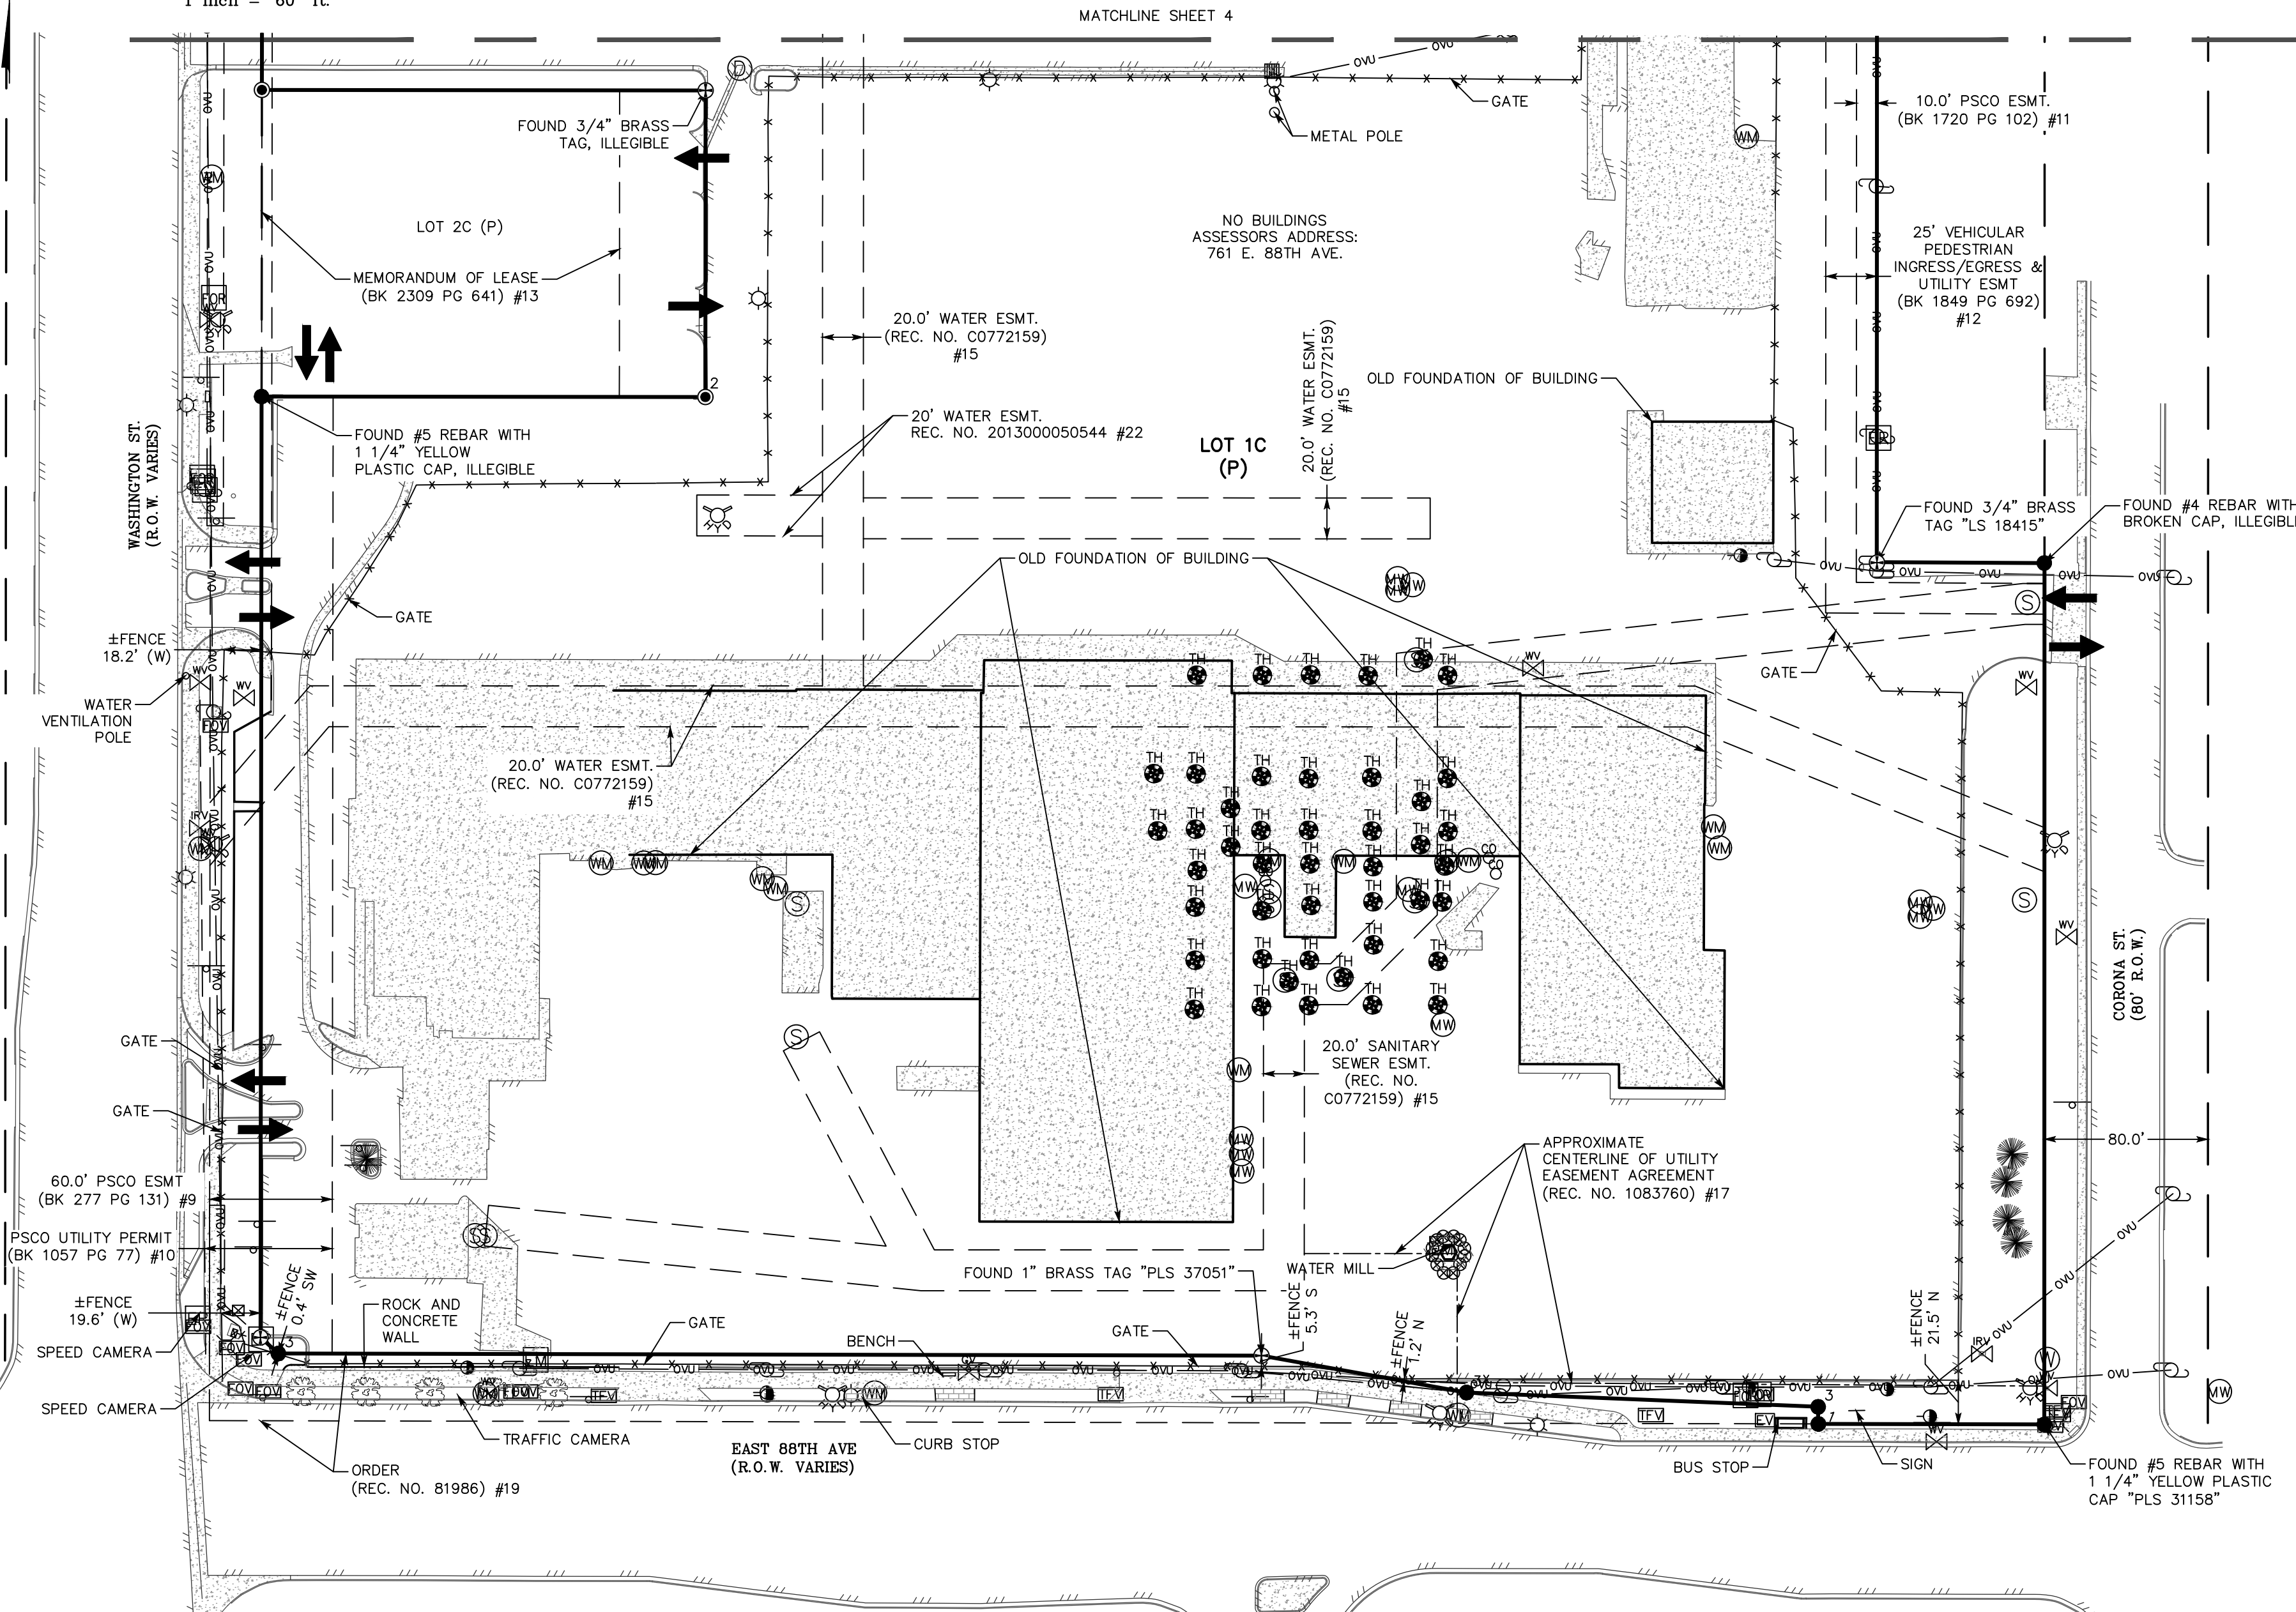 1 inch = 60 ft.
MATCHLINE SHEET 4
FOUND 3/4" BRASS
TAG, ILLEGIBLE
GATE
METAL POLE
10.0' PSCO ESMT.
(BK 1720 PG 102) #11
LOT 2C (P)
MEMORANDUM OF LEASE
(BK 2309 PG 641) #13
NO BUILDINGS
ASSESSORS ADDRESS:
761 E. 88TH AVE.
25' VEHICULAR
PEDESTRIAN
INGRESS/EGRESS &
UTILITY ESMT
(BK 1849 PG 692)
#12
20.0' WATER ESMT.
(REC. NO. C0772159)
#15
20.0' WATER ESMT.
(REC. NO. C0772159)
#15
OLD FOUNDATION OF BUILDING
2
20' WATER ESMT.
REC. NO. 2013000050544 #22
LOT 1C
(P)
WASHINGTON ST.
(R.O.W. VARIES)
FOUND #5 REBAR WITH
1 1/4" YELLOW
PLASTIC CAP, ILLEGIBLE
FOUND 3/4" BRASS
TAG "LS 18415"
FOUND #4 REBAR WITH
BROKEN CAP, ILLEGIBLE
OLD FOUNDATION OF BUILDING
GATE
±FENCE
18.2' (W)
GATE
WATER
VENTILATION
POLE
20.0' WATER ESMT.
(REC. NO. C0772159)
#15
CORONA ST.
(80' R.O.W.)
GATE
20.0' SANITARY
SEWER ESMT.
(REC. NO.
C0772159) #15
GATE
80.0'
APPROXIMATE
CENTERLINE OF UTILITY
EASEMENT AGREEMENT
(REC. NO. 1083760) #17
60.0' PSCO ESMT
(BK 277 PG 131) #9
PSCO UTILITY PERMIT
(BK 1057 PG 77) #10
FOUND 1" BRASS TAG "PLS 37051"
WATER MILL
±FENCE
0.4' SW
±FENCE
5.3' S
±FENCE
1.2' N
±FENCE
21.5' N
±FENCE
19.6' (W)
ROCK AND
CONCRETE
WALL
GATE
BENCH
GATE
SPEED CAMERA
3
3
SPEED CAMERA
TRAFFIC CAMERA
EAST 88TH AVE
(R.O.W. VARIES)
CURB STOP
BUS STOP
SIGN
ORDER
(REC. NO. 81986) #19
FOUND #5 REBAR WITH
1 1/4" YELLOW PLASTIC
CAP "PLS 31158"